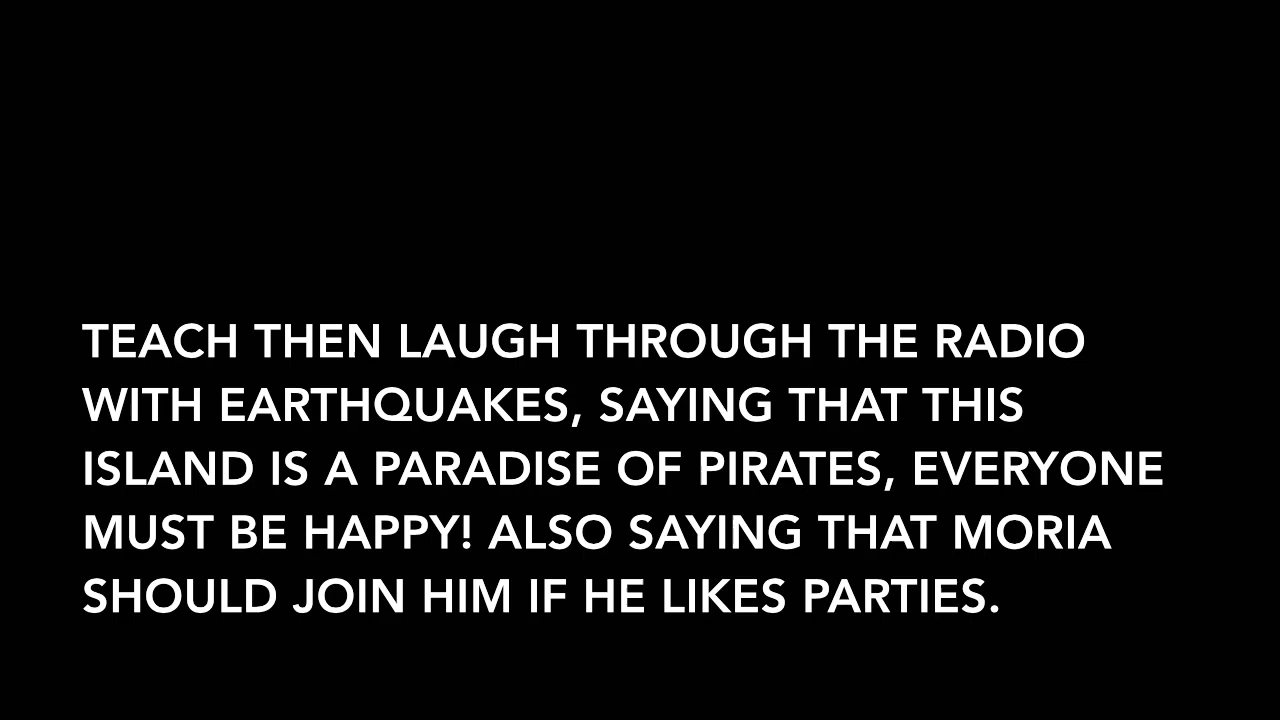 TEACH THEN LAUGH THROUGH THE RADIO
WITH EARTHQUAKES, SAYING THAT THIS
ISLAND IS A PARADISE OF PIRATES, EVERYONE
MUST BE HAPPY! ALSO SAYING THAT MORIA
SHOULD JOIN HIM IF HE LIKES PARTIES.